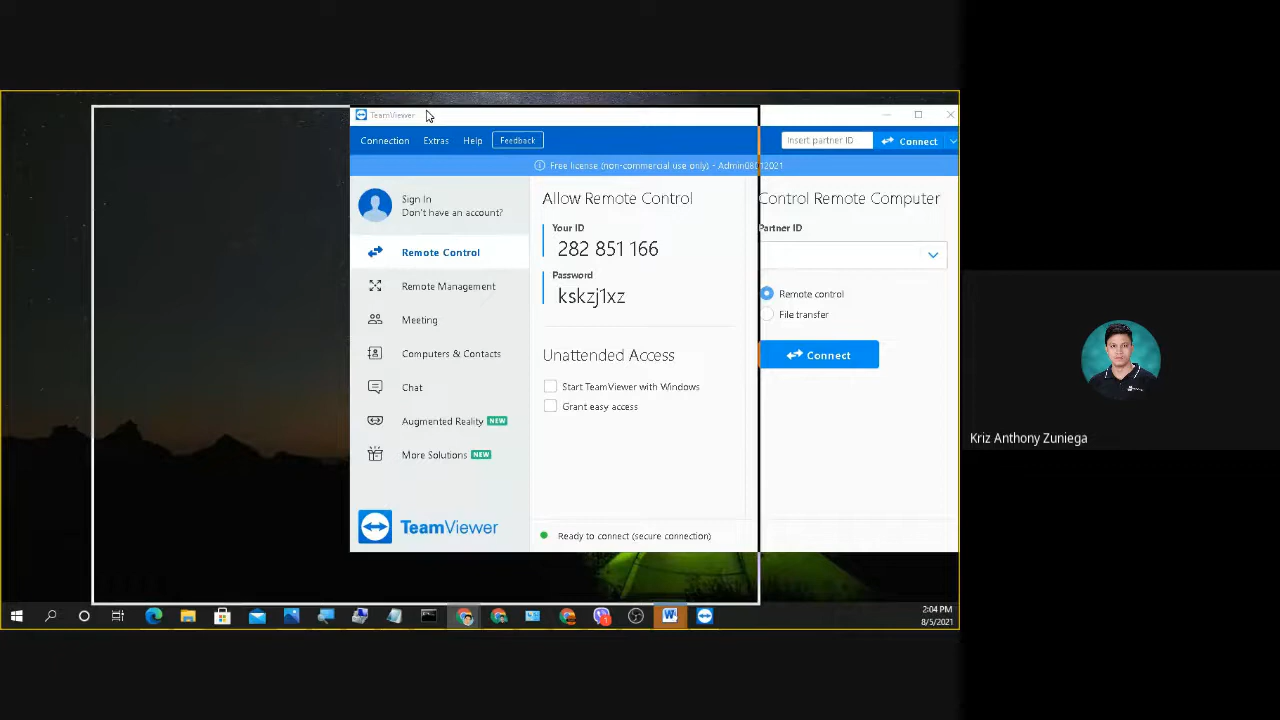 TeamViewer
Connection Extras Help Feedback
Insert partner ID Connect
Free license (non-commercial use only) - Admin08012021
Sign In
Don't have an account?
Remote Control
Remote Management
Meeting
Computers & Contacts
Chat
Augmented Reality NEW
More Solutions NEW
TeamViewer
Allow Remote Control
Your ID
282 851 166
Password
kskzj1xz
Unattended Access
Start TeamViewer with Windows
Grant easy access
Ready to connect (secure connection)
Control Remote Computer
Partner ID
Remote control
File transfer
Connect
Kriz Anthony Zuniega
2:04 PM
8/5/2021